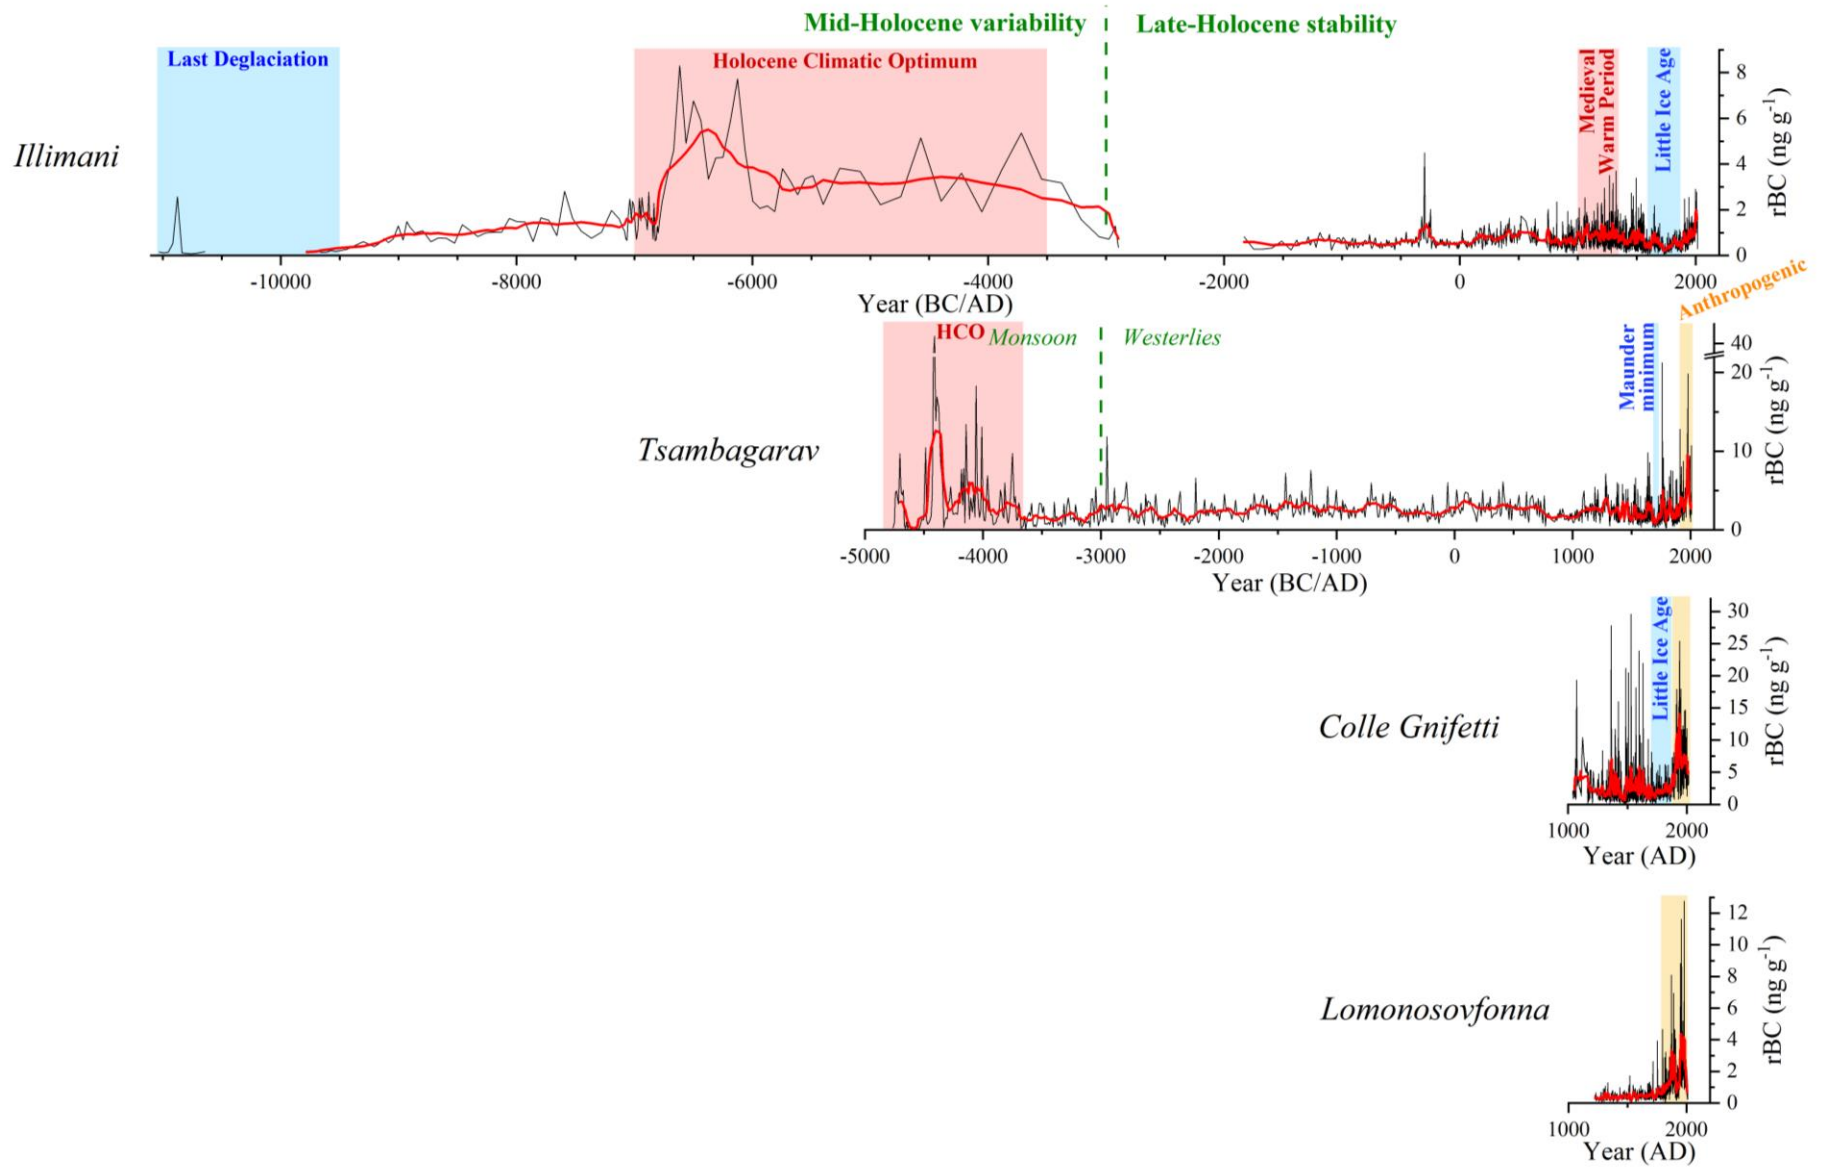 Mid-Holocene variability
Late-Holocene stability
Last Deglaciation
Holocene Climatic Optimum
Medieval
Warm Period
Little Ice Age
8
6
4
2
0
rBC (ng g-1)
Illimani
-10000 -8000 -6000 -4000 -2000 0 2000
Year (BC/AD)
Anthropogenic
HCO
Monsoon
Westerlies
Maunder
minimum
40
20
10
0
rBC (ng g-1)
Tsambagarav
-5000 -4000 -3000 -2000 -1000 0 1000 2000
Year (BC/AD)
Little Ice Age
30
25
20
15
10
5
0
rBC (ng g-1)
Colle Gnifetti
1000 2000
Year (AD)
12
10
8
6
4
2
0
rBC (ng g-1)
Lomonosovfonna
1000 2000
Year (AD)